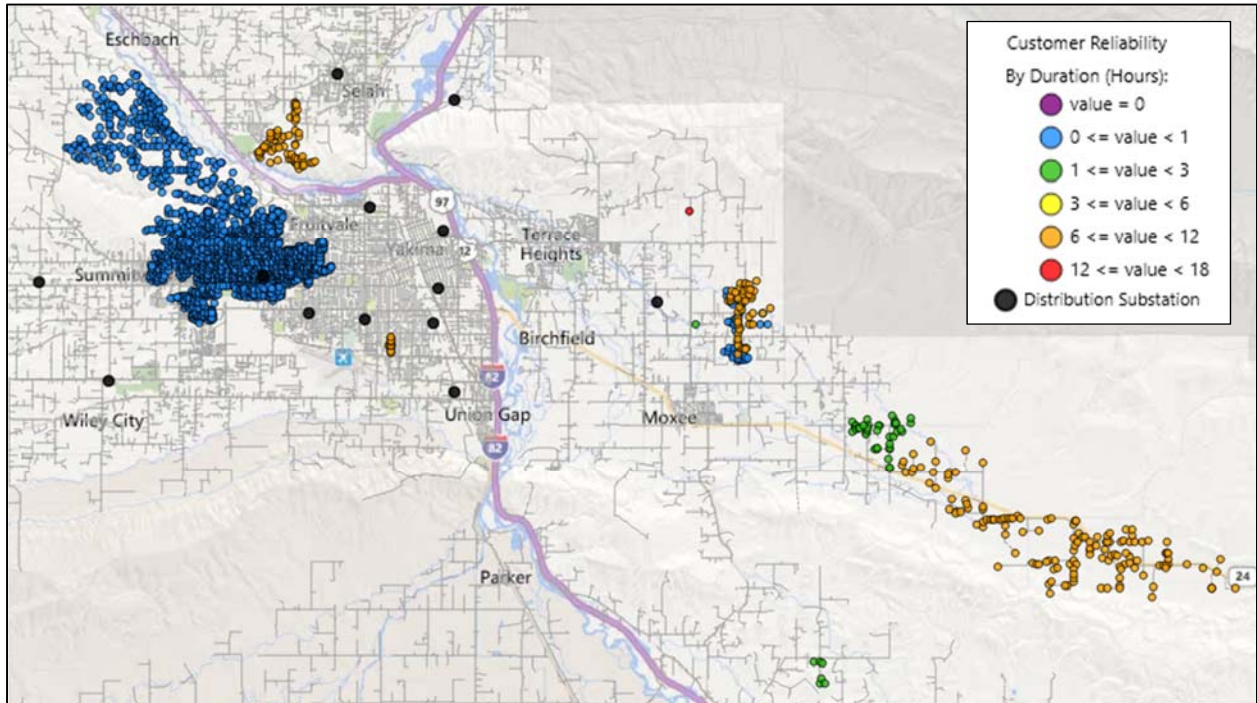 Eschbach
Selah
Customer Reliability
By Duration (Hours):
value = 0
0 <= value < 1
1 <= value < 3
3 <= value < 6
6 <= value < 12
12 <= value < 18
Distribution Substation
97
Fruitvale
Yakima
12
Terrace
Heights
Birchfield
82
Wiley City
Union Gap
Moxee
82
Parker
24